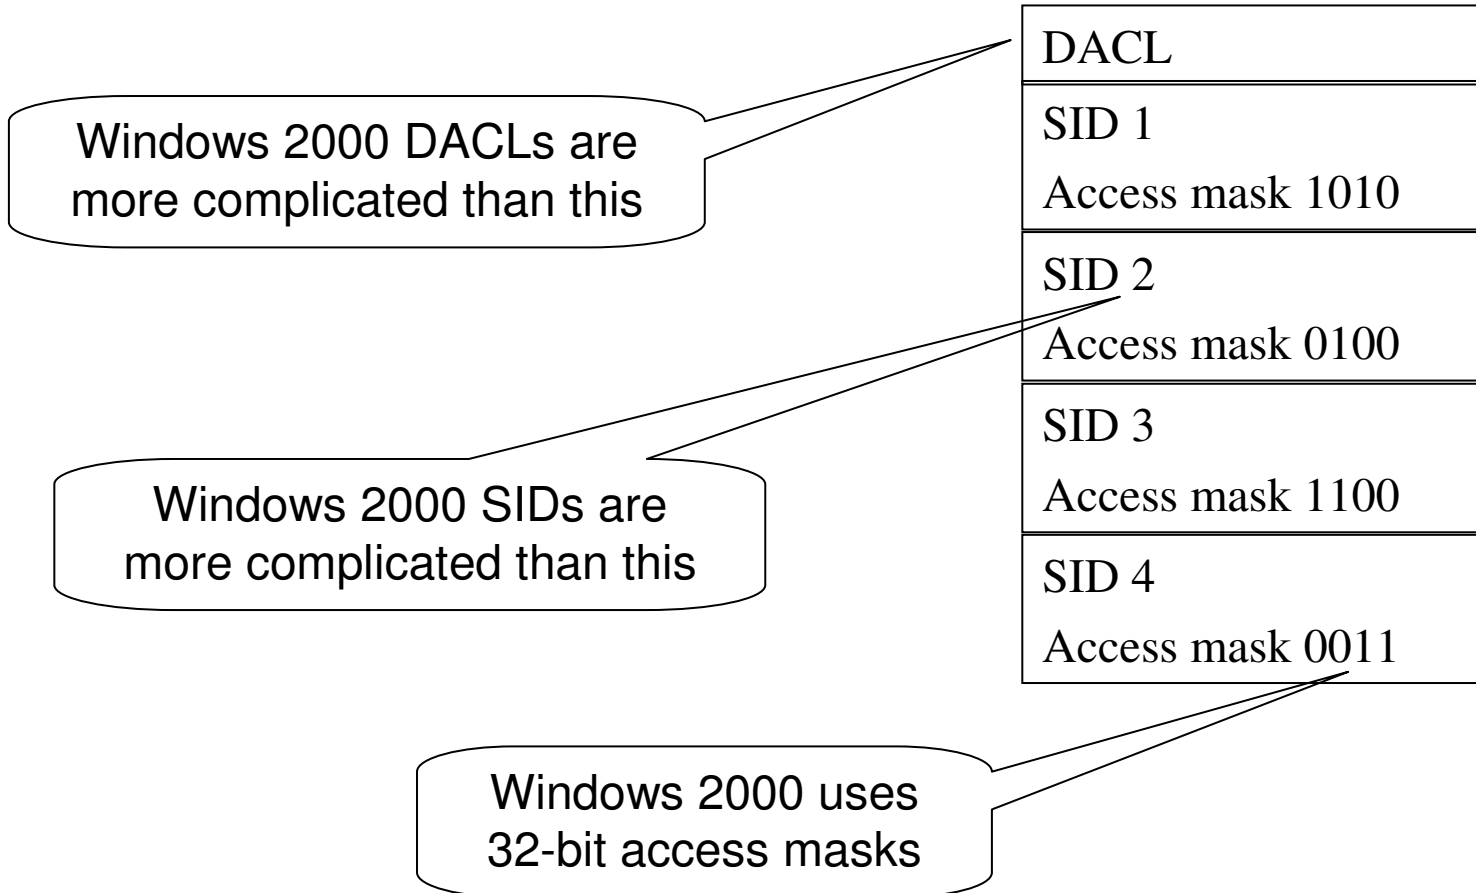 DACL
Windows 2000 DACLs are
more complicated than this
SID 1
Access mask 1010
SID 2
Access mask 0100
SID 3
Access mask 1100
Windows 2000 SIDs are
more complicated than this
SID 4
Access mask 0011
Windows 2000 uses
32-bit access masks